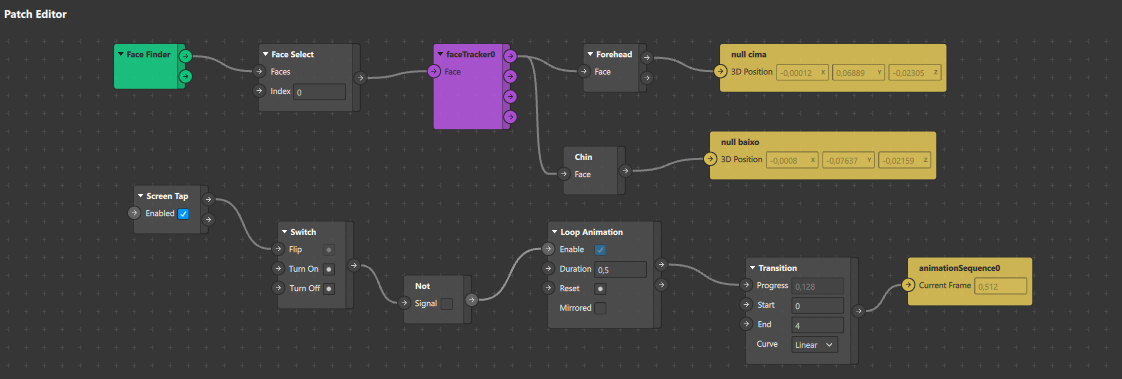 Patch Editor
Face Finder
Face Select
Faces
Index 0
faceTracker0
Face
Forehead
Face
null cima
3D Position -0,00012 X 0,06889 Y -0,02305 Z
Chin
Face
null baixo
3D Position -0,0008 X -0,07637 Y -0,02159 Z
Screen Tap
Enabled
Switch
Flip
Turn On
Turn Off
Not
Signal
Loop Animation
Enable
Duration 0,5
Reset
Mirrored
Transition
Progress 0,128
Start 0
End 4
Curve Linear
animationSequence0
Current Frame 0,512